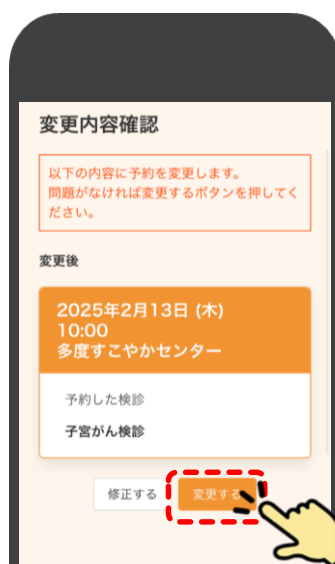 変更内容確認
以下の内容に予約を変更します。
問題がなければ変更するボタンを押してく
ださい。
変更後
2025年2月13日 (木)
10:00
多度すこやかセンター
予約した検診
子宮がん検診
修正する
変更する